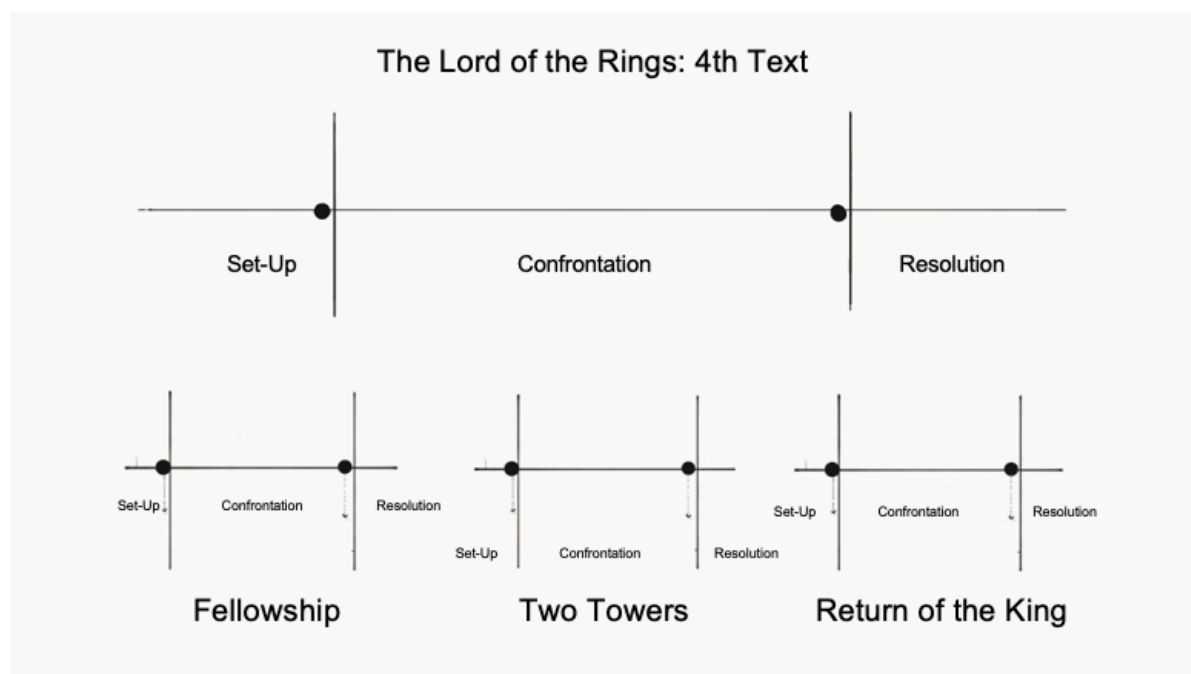 The Lord of the Rings: 4th Text
Set-Up Confrontation Resolution
Set-Up Confrontation Resolution
Set-Up Confrontation Resolution
Set-Up Confrontation Resolution
Fellowship Two Towers Return of the King